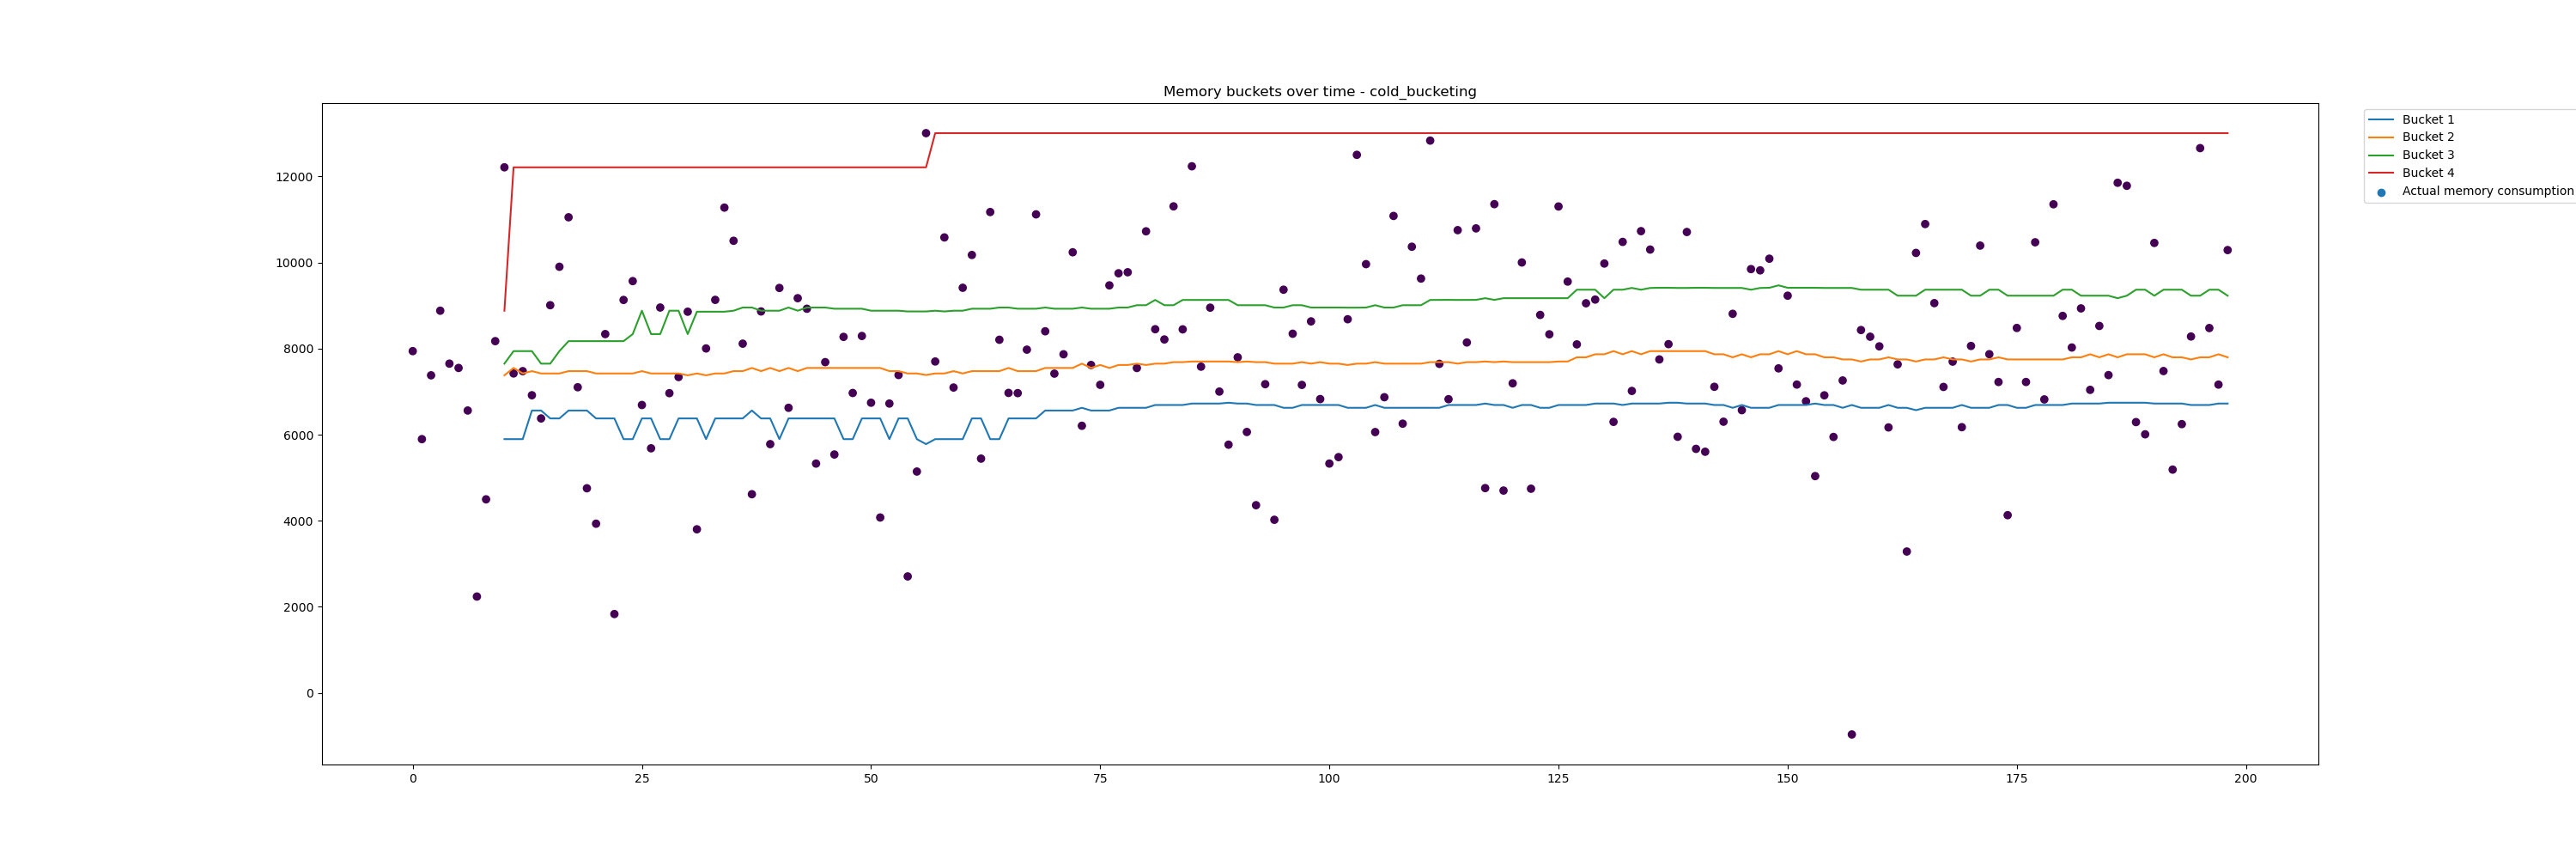 Memory buckets over time - cold_bucketing
Bucket 1
Bucket 2
Bucket 3
Bucket 4
Actual memory consumption
12000
10000
8000
6000
4000
2000
0
0 25 50 75 100 125 150 175 200